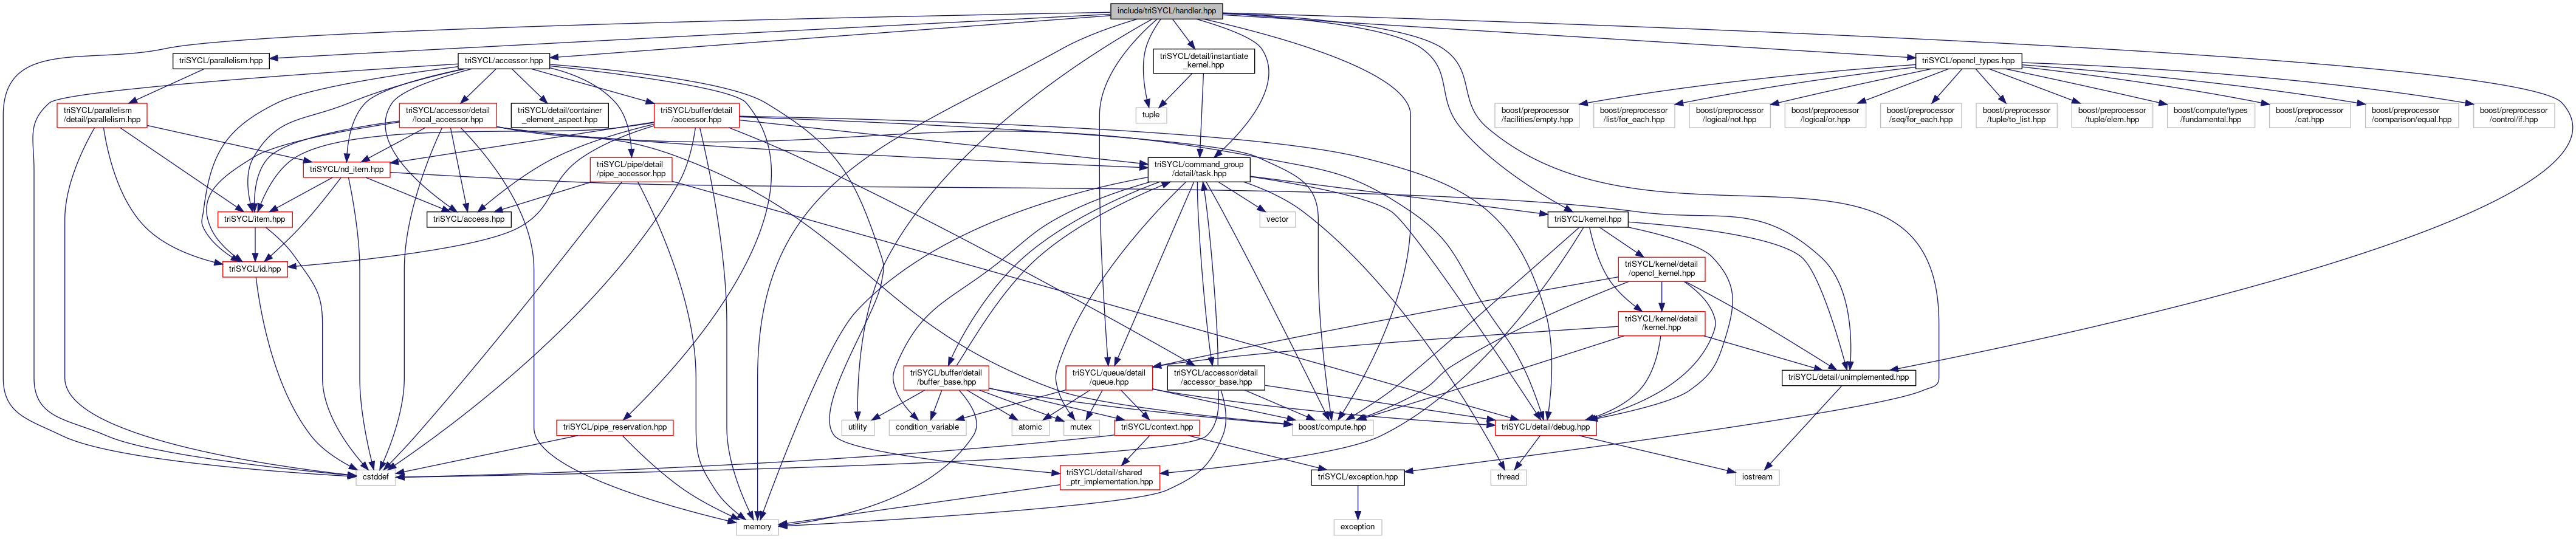 include/triSYCL/handler.hpp
triSYCL/parallelism.hpp
triSYCL/accessor.hpp
triSYCL/detail/instantiate
_kernel.hpp
triSYCL/opencl_types.hpp
triSYCL/parallelism
/detail/parallelism.hpp
triSYCL/accessor/detail
/local_accessor.hpp
triSYCL/detail/container
_element_aspect.hpp
triSYCL/buffer/detail
/accessor.hpp
tuple
boost/preprocessor
/facilities/empty.hpp
boost/preprocessor
/list/for_each.hpp
boost/preprocessor
/logical/not.hpp
boost/preprocessor
/logical/or.hpp
boost/preprocessor
/seq/for_each.hpp
boost/preprocessor
/tuple/to_list.hpp
boost/preprocessor
/tuple/elem.hpp
boost/compute/types
/fundamental.hpp
boost/preprocessor
/cat.hpp
boost/preprocessor
/comparison/equal.hpp
boost/preprocessor
/control/if.hpp
triSYCL/nd_item.hpp
triSYCL/pipe/detail
/pipe_accessor.hpp
triSYCL/command_group
/detail/task.hpp
triSYCL/item.hpp
triSYCL/access.hpp
vector
triSYCL/kernel.hpp
triSYCL/id.hpp
triSYCL/kernel/detail
/opencl_kernel.hpp
triSYCL/kernel/detail
/kernel.hpp
triSYCL/buffer/detail
/buffer_base.hpp
triSYCL/queue/detail
/queue.hpp
triSYCL/accessor/detail
/accessor_base.hpp
triSYCL/detail/unimplemented.hpp
triSYCL/pipe_reservation.hpp
utility
condition_variable
atomic
mutex
triSYCL/context.hpp
boost/compute.hpp
triSYCL/detail/debug.hpp
cstddef
triSYCL/detail/shared
_ptr_implementation.hpp
triSYCL/exception.hpp
thread
iostream
memory
exception